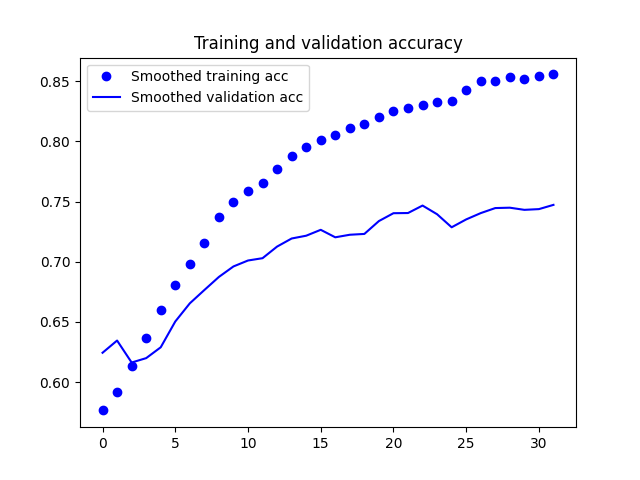 Training and validation accuracy
Smoothed training acc
Smoothed validation acc
0.85
0.80
0.75
0.70
0.65
0.60
0 5 10 15 20 25 30